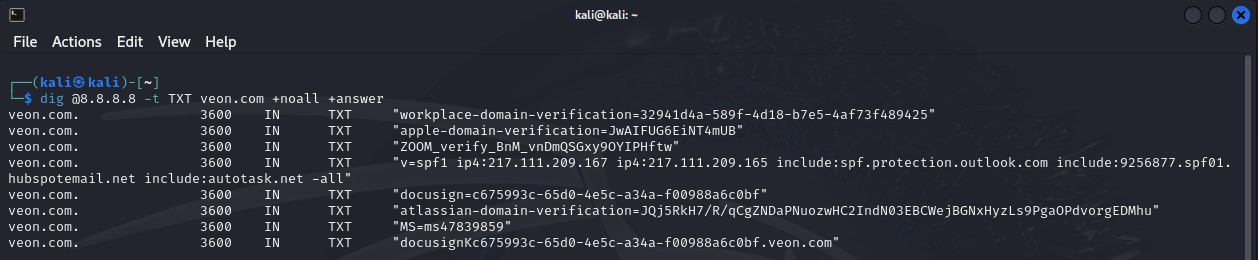 kali@kali: ~
File Actions Edit View Help
┌──(kali㉿kali)-[~]
└─$ dig @8.8.8.8 -t TXT veon.com +noall +answer
veon.com. 3600 IN TXT "workplace-domain-verification=32941d4a-589f-4d18-b7e5-4af73f489425"
veon.com. 3600 IN TXT "apple-domain-verification=JwAIFUG6EiNT4mUB"
veon.com. 3600 IN TXT "ZOOM_verify_BnM_vnDmQSGxy9OYIPHftw"
veon.com. 3600 IN TXT "v=spf1 ip4:217.111.209.167 ip4:217.111.209.165 include:spf.protection.outlook.com include:9256877.spf01.
hubspotemail.net include:autotask.net -all"
veon.com. 3600 IN TXT "docusign=c675993c-65d0-4e5c-a34a-f00988a6c0bf"
veon.com. 3600 IN TXT "atlassian-domain-verification=JQj5RkH7/R/qCgZNDaPNuozwHC2IndN03EBCWejBGNxHyzLs9PgaOPdvorgEDMhu"
veon.com. 3600 IN TXT "MS=ms47839859"
veon.com. 3600 IN TXT "docusignKc675993c-65d0-4e5c-a34a-f00988a6c0bf.veon.com"